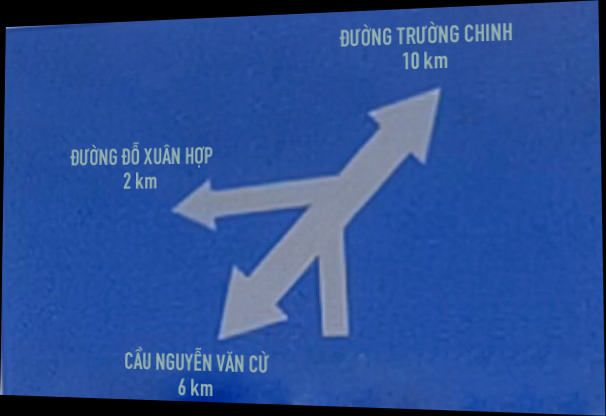 ĐƯỜNG TRƯỜNG CHINH
10 km
ĐƯỜNG ĐỖ XUÂN HỢP
2 km
CẦU NGUYỄN VĂN CỪ
6 km